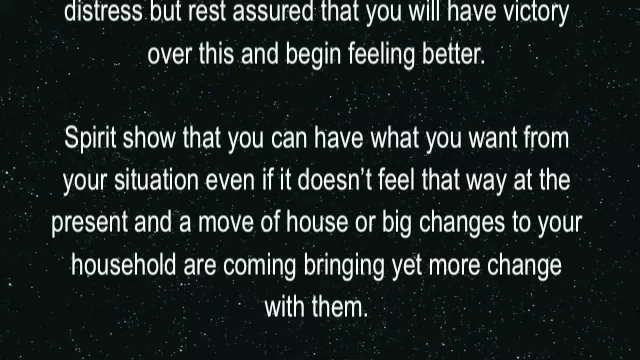 distress but rest assured that you will have victory
over this and begin feeling better.
Spirit show that you can have what you want from
your situation even if it doesn’t feel that way at the
present and a move of house or big changes to your
household are coming bringing yet more change
with them.